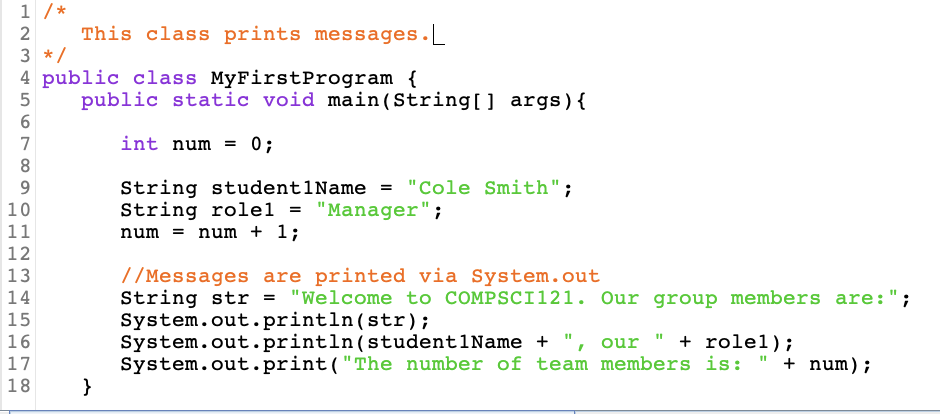 1 /*
2    This class prints messages.
3 */
4 public class MyFirstProgram {
5    public static void main(String[] args){
6
7       int num = 0;
8
9       String student1Name = "Cole Smith";
10       String role1 = "Manager";
11       num = num + 1;
12
13       //Messages are printed via System.out
14       String str = "Welcome to COMPSCI121. Our group members are:";
15       System.out.println(str);
16       System.out.println(student1Name + ", our " + role1);
17       System.out.print("The number of team members is: " + num);
18    }